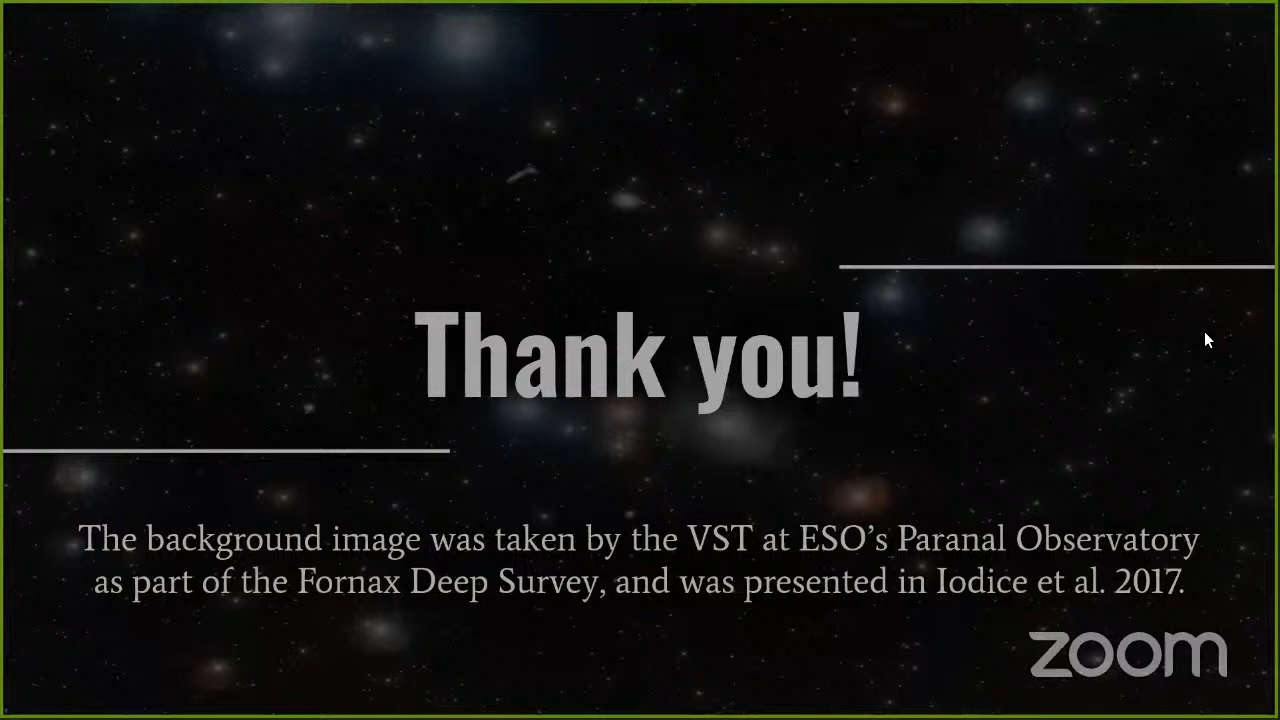 Thank you!
The background image was taken by the VST at ESO’s Paranal Observatory
as part of the Fornax Deep Survey, and was presented in Iodice et al. 2017.
zoom